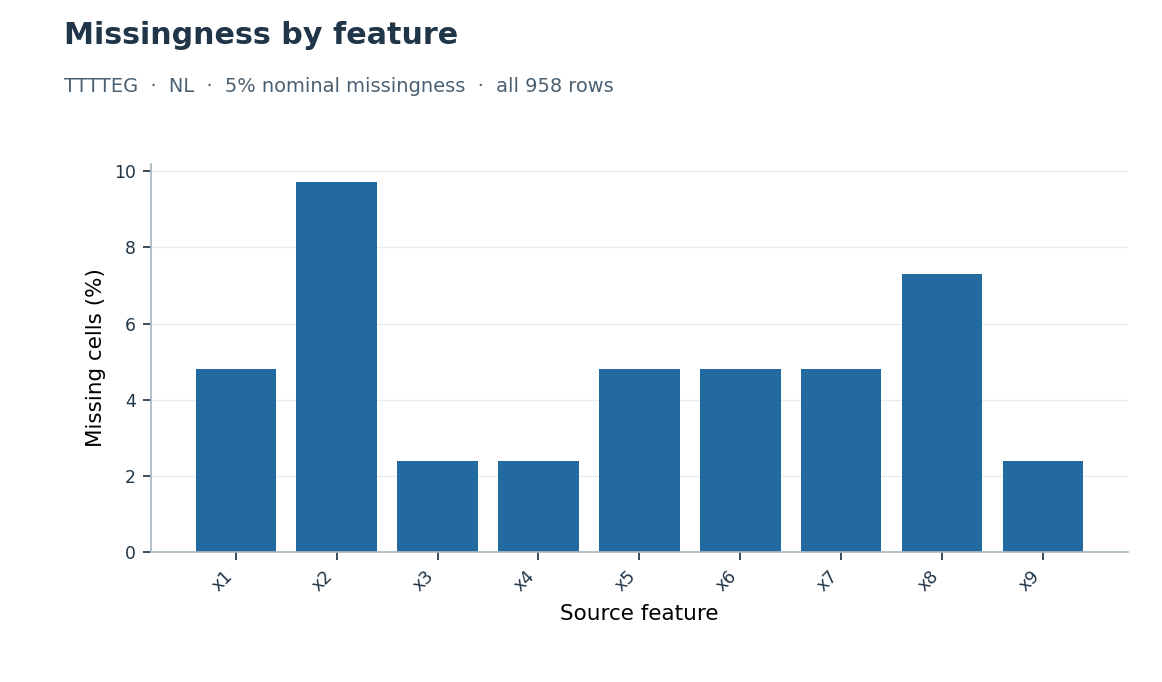 Missingness by feature
TTTTEG · NL · 5% nominal missingness · all 958 rows
10
8
6
4
2
0
Missing cells (%)
x1 x2 x3 x4 x5 x6 x7 x8 x9
Source feature